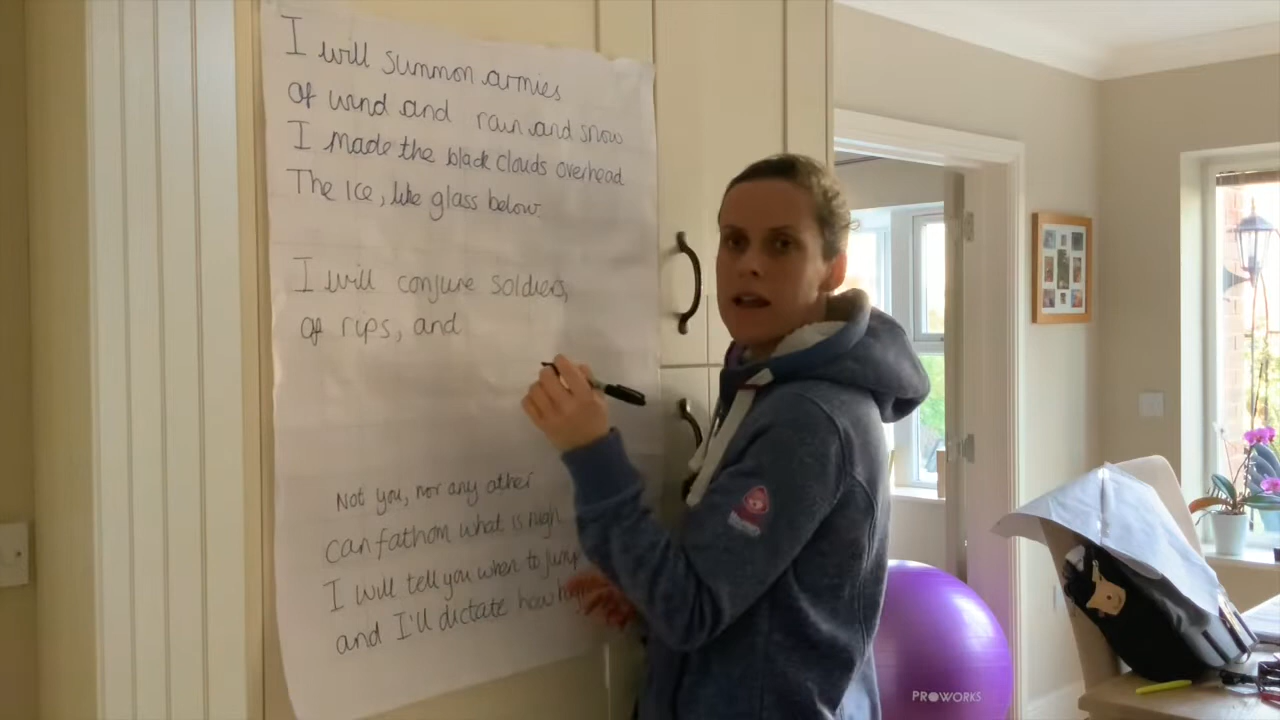 I will summon armies
of wind and rain and snow
I made the black clouds overhead
The Ice, like glass below.
I will conjure soldiers,
of rips, and
Not you, nor any other
can fathom what is nigh
I will tell you when to jump
and I'll dictate how high
PROWORKS